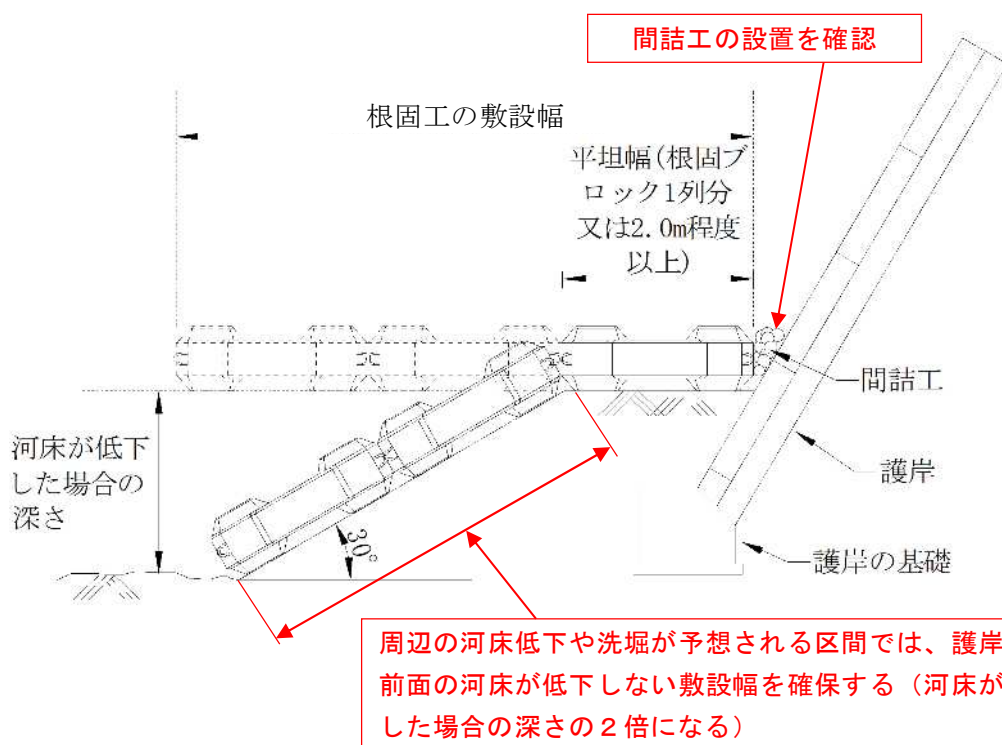 間詰工の設置を確認
根固工の敷設幅
平坦幅(根固ブ
ロック1列分
又は2.0m程度
以上)
間詰工
河床が低下
した場合の
深さ
護岸
30°
護岸の基礎
周辺の河床低下や洗堀が予想される区間では、護岸
前面の河床が低下しない敷設幅を確保する（河床が
した場合の深さの２倍になる）